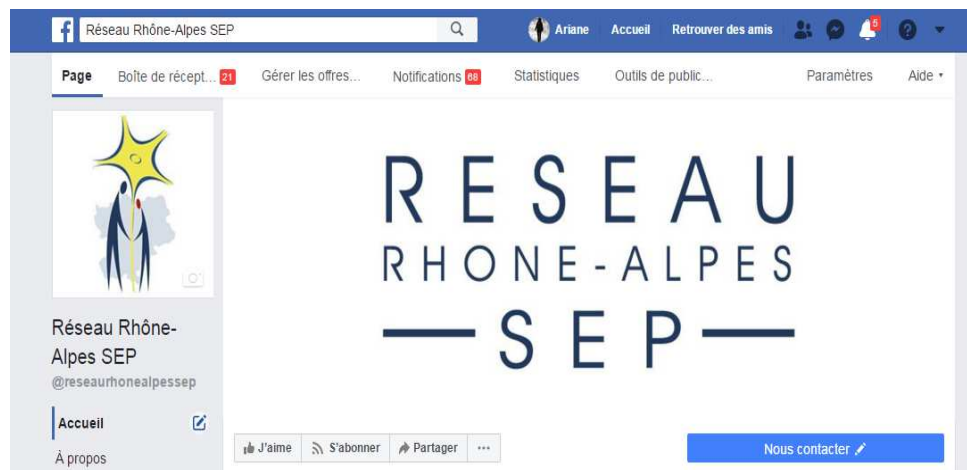 f Réseau Rhône-Alpes SEP Ariane Accueil Retrouver des amis 5 ?
Page Boîte de récept... 21 Gérer les offres... Notifications 68 Statistiques Outils de public... Paramètres Aide
RESEAU
RHONE-ALPES
SEP
Réseau Rhône-
Alpes SEP
@reseaurhonealpessep
Accueil
À propos
J'aime S'abonner Partager ... Nous contacter